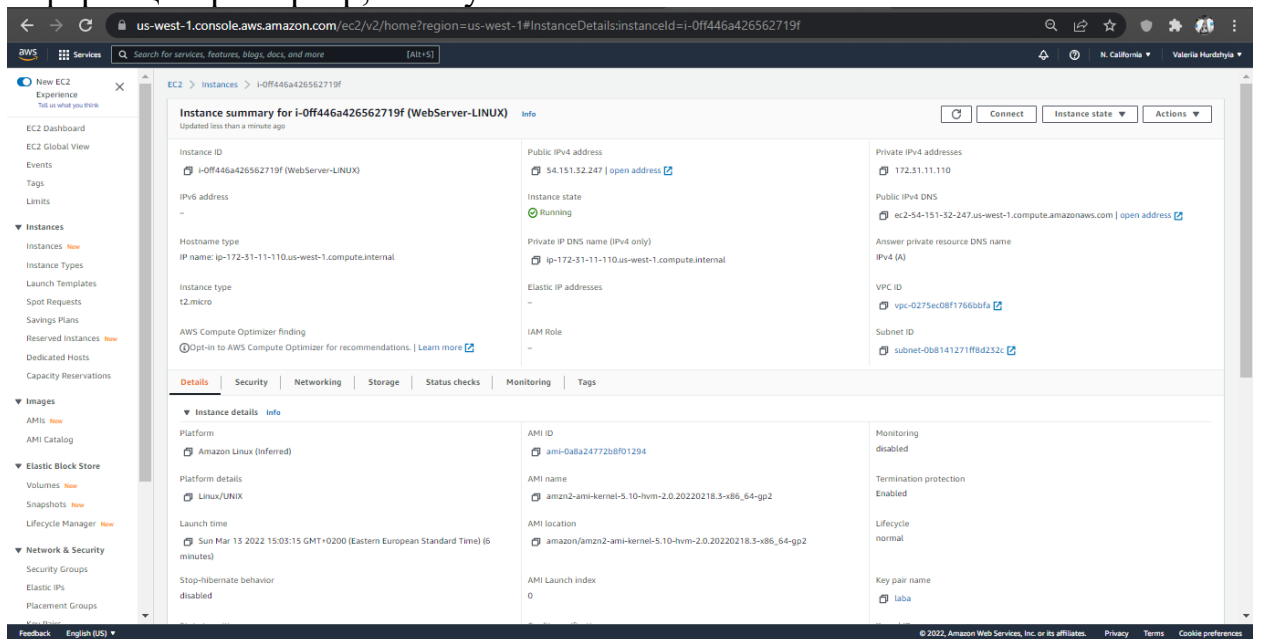 us-west-1.console.aws.amazon.com/ec2/v2/home?region=us-west-1#InstanceDetails:instanceId=i-0ff446a426562719f
aws Services Search for services, features, blogs, docs, and more [Alt+S] N. California ▼ Valeriia Hurdzhyia ▼
New EC2
Experience
Tell us what you think
EC2 Dashboard
EC2 Global View
Events
Tags
Limits
▼ Instances
Instances New
Instance Types
Launch Templates
Spot Requests
Savings Plans
Reserved Instances New
Dedicated Hosts
Capacity Reservations
▼ Images
AMIs New
AMI Catalog
▼ Elastic Block Store
Volumes New
Snapshots New
Lifecycle Manager New
▼ Network & Security
Security Groups
Elastic IPs
Placement Groups
Key Pairs
EC2 > Instances > i-0ff446a426562719f
Instance summary for i-0ff446a426562719f (WebServer-LINUX) Info
Updated less than a minute ago
Connect Instance state ▼ Actions ▼
Instance ID
i-0ff446a426562719f (WebServer-LINUX)
Public IPv4 address
54.151.32.247 | open address
Private IPv4 addresses
172.31.11.110
IPv6 address
–
Instance state
Running
Public IPv4 DNS
ec2-54-151-32-247.us-west-1.compute.amazonaws.com | open address
Hostname type
IP name: ip-172-31-11-110.us-west-1.compute.internal
Private IP DNS name (IPv4 only)
ip-172-31-11-110.us-west-1.compute.internal
Answer private resource DNS name
IPv4 (A)
Instance type
t2.micro
Elastic IP addresses
–
VPC ID
vpc-0275ec08f1766bbfa
AWS Compute Optimizer finding
Opt-in to AWS Compute Optimizer for recommendations. | Learn more
IAM Role
–
Subnet ID
subnet-0b8141271ff8d232c
Details Security Networking Storage Status checks Monitoring Tags
▼ Instance details Info
Platform
Amazon Linux (Inferred)
AMI ID
ami-0a8a24772b8f01294
Monitoring
disabled
Platform details
Linux/UNIX
AMI name
amzn2-ami-kernel-5.10-hvm-2.0.20220218.3-x86_64-gp2
Termination protection
Enabled
Launch time
Sun Mar 13 2022 15:03:15 GMT+0200 (Eastern European Standard Time) (6
minutes)
AMI location
amazon/amzn2-ami-kernel-5.10-hvm-2.0.20220218.3-x86_64-gp2
Lifecycle
normal
Stop-hibernate behavior
disabled
AMI Launch index
0
Key pair name
laba
Feedback English (US) ▼ © 2022, Amazon Web Services, Inc. or its affiliates. Privacy Terms Cookie preferences